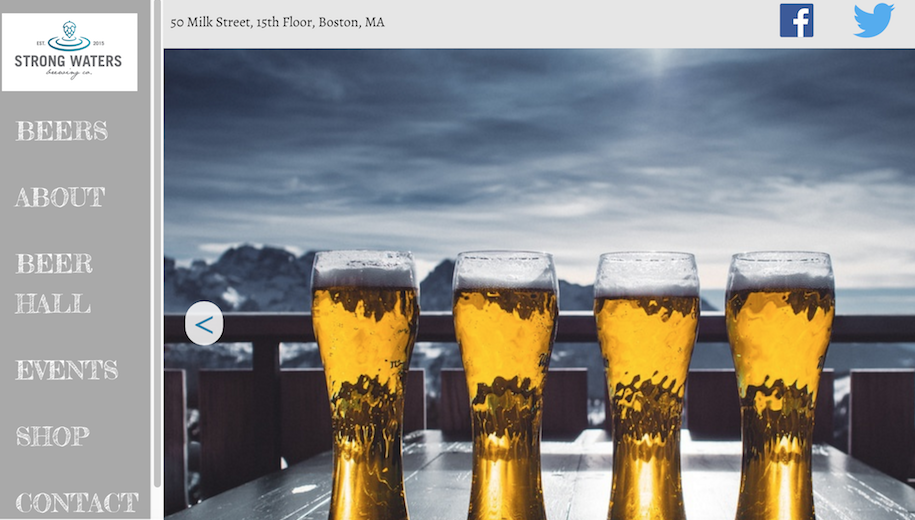 50 Milk Street, 15th Floor, Boston, MA
EST. 2010
STRONG WATERS
brewing co.
BEERS
ABOUT
BEER
HALL
EVENTS
SHOP
CONTACT
<